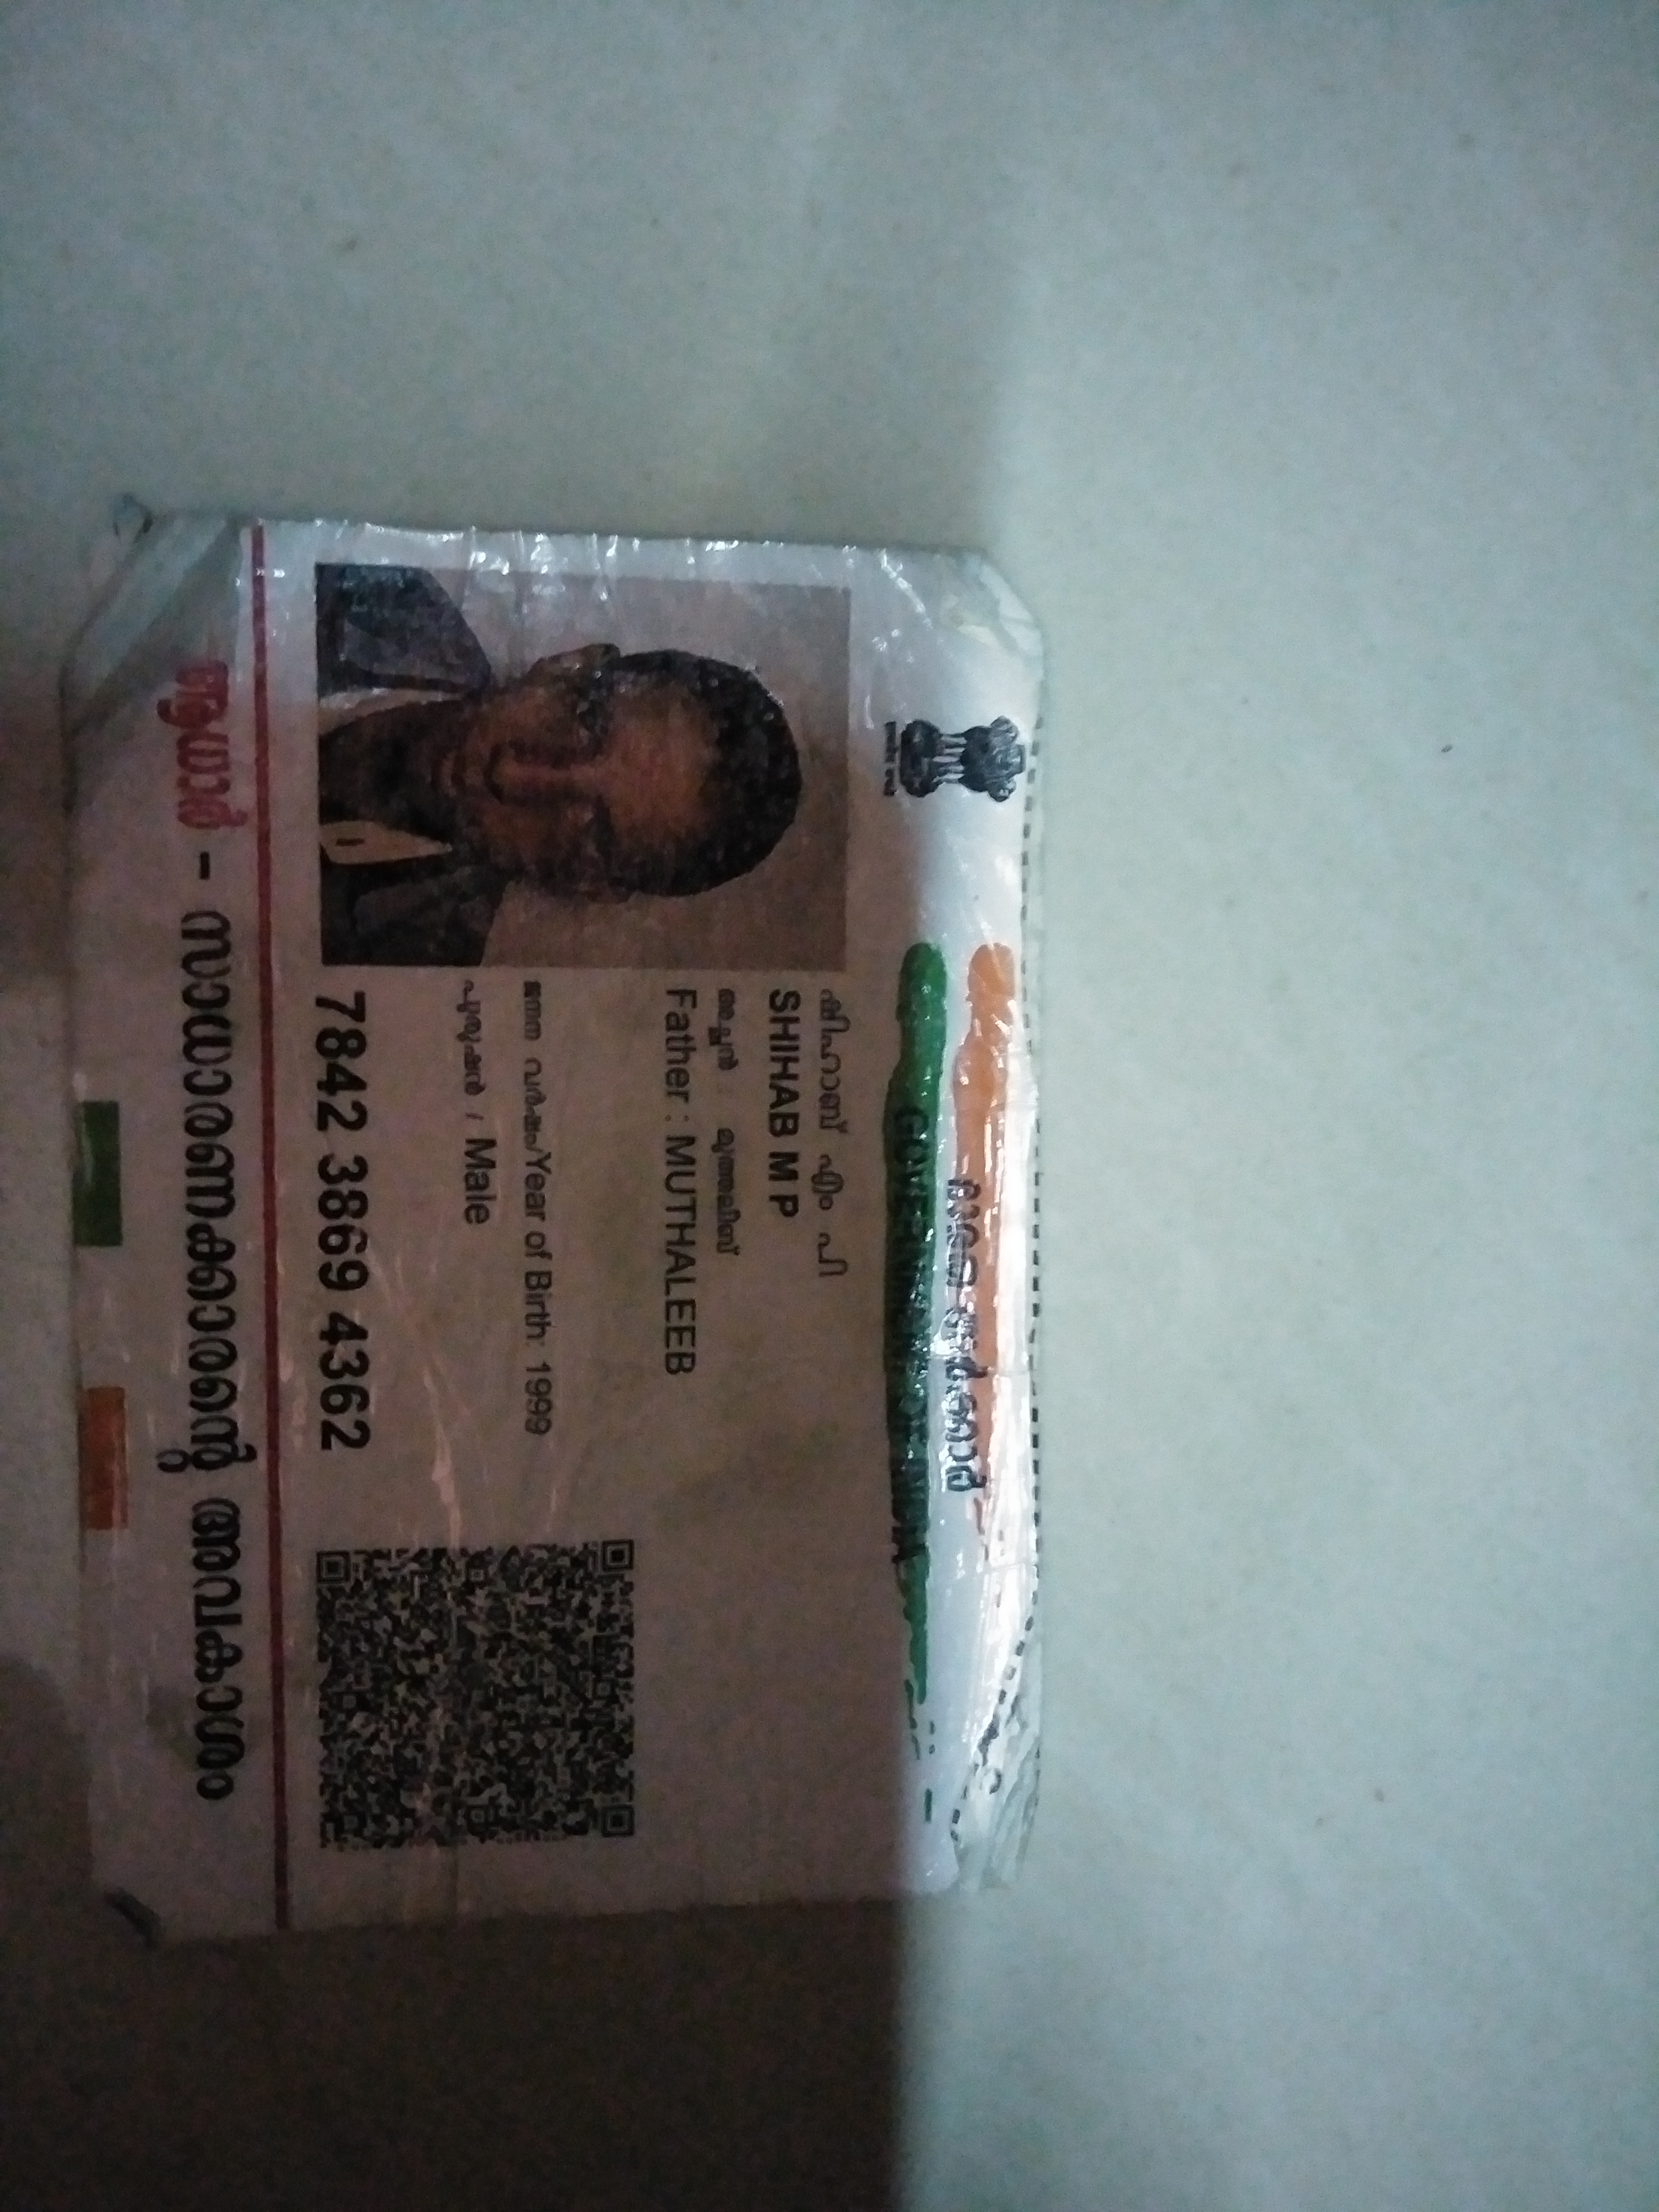 ഭാരത സർക്കാർ
GOVERNMENT OF INDIA
ഷിഹാബ് എം പി
SHIHAB M P
അച്ഛൻ : മുത്തലിബ്
Father : MUTHALEEB
ജനന വർഷം/Year of Birth: 1999
പുരുഷൻ / Male
7842 3869 4362
ആധാർ - സാധാരണക്കാരന്റെ അവകാശം